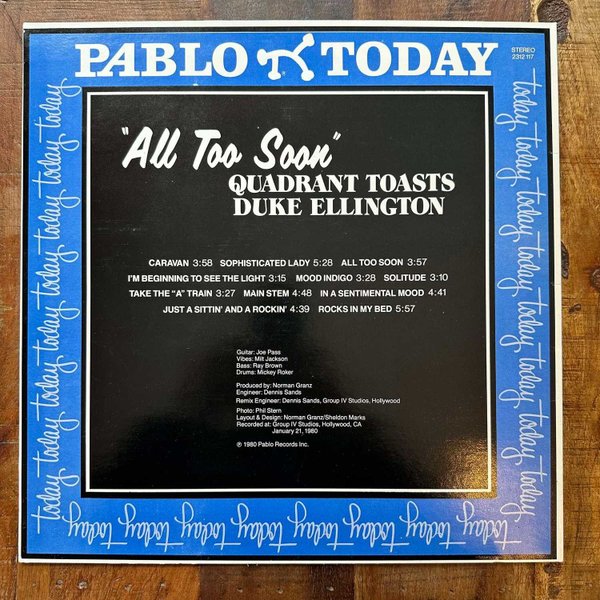 PABLO TODAY
STEREO
2312 117
"All Too Soon"
QUADRANT TOASTS
DUKE ELLINGTON
CARAVAN 3:58 SOPHISTICATED LADY 5:28 ALL TOO SOON 3:57
I'M BEGINNING TO SEE THE LIGHT 3:15 MOOD INDIGO 3:28 SOLITUDE 3:10
TAKE THE "A" TRAIN 3:27 MAIN STEM 4:48 IN A SENTIMENTAL MOOD 4:41
JUST A SITTIN' AND A ROCKIN' 4:39 ROCKS IN MY BED 5:57
Guitar: Joe Pass
Vibes: Milt Jackson
Bass: Ray Brown
Drums: Mickey Roker
Produced by: Norman Granz
Engineer: Dennis Sands
Remix Engineer: Dennis Sands, Group IV Studios, Hollywood
Photo: Phil Stern
Layout & Design: Norman Granz/Sheldon Marks
Recorded at: Group IV Studios, Hollywood, CA
January 21, 1980
℗ 1980 Pablo Records Inc.
today today today today today today today
today today today today today today today
today today today today today today today today